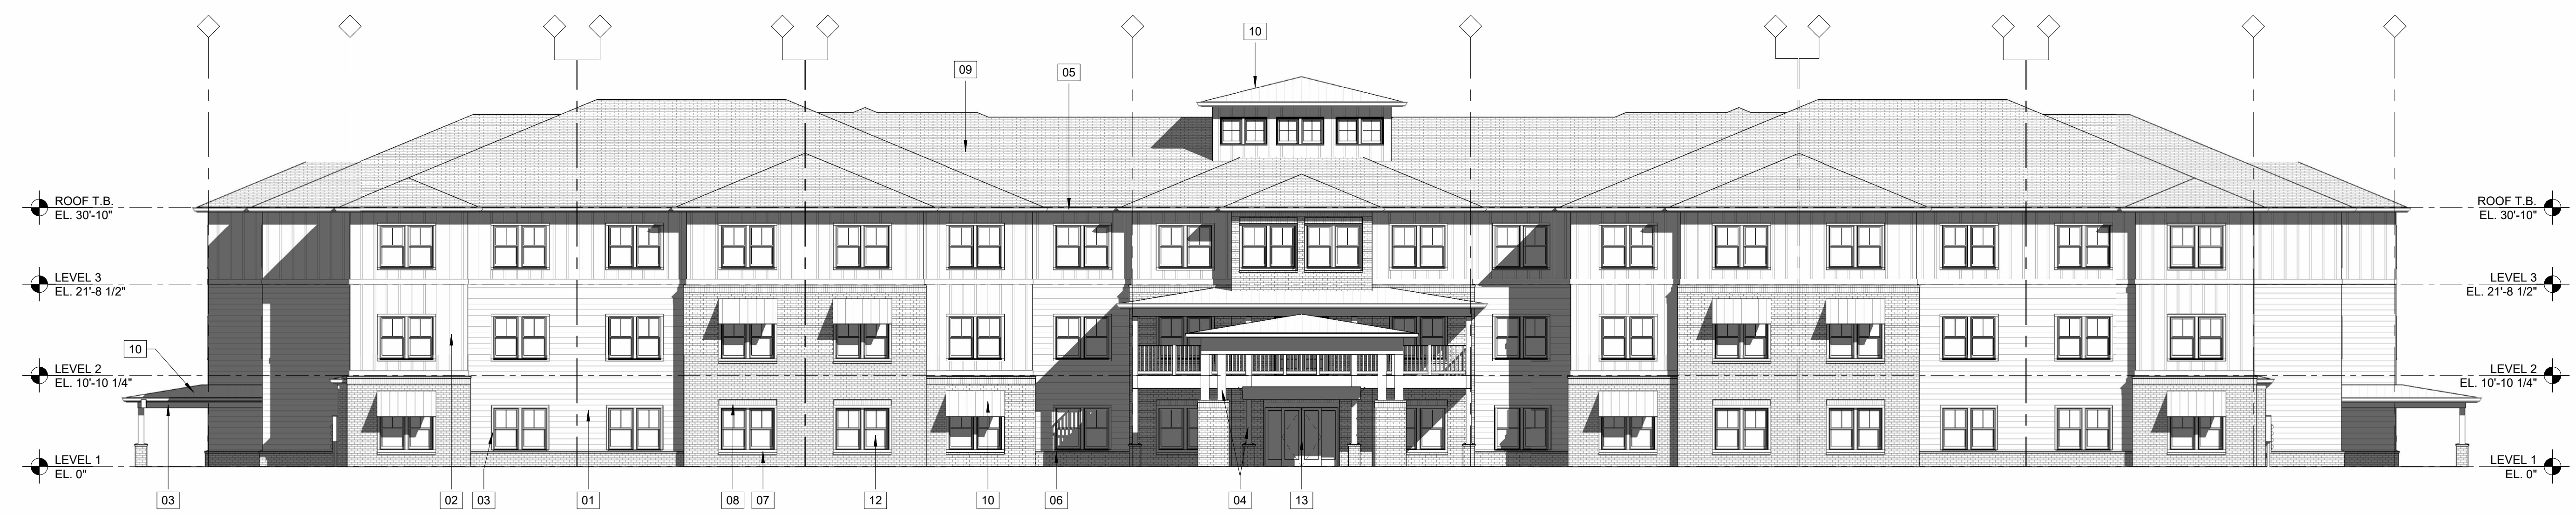 10
09
05
ROOF T.B.
EL. 30'-10"
ROOF T.B.
EL. 30'-10"
LEVEL 3
EL. 21'-8 1/2"
LEVEL 3
EL. 21'-8 1/2"
10
LEVEL 2
EL. 10'-10 1/4"
LEVEL 2
EL. 10'-10 1/4"
LEVEL 1
EL. 0"
LEVEL 1
EL. 0"
03
02
03
01
08
07
12
10
06
04
13